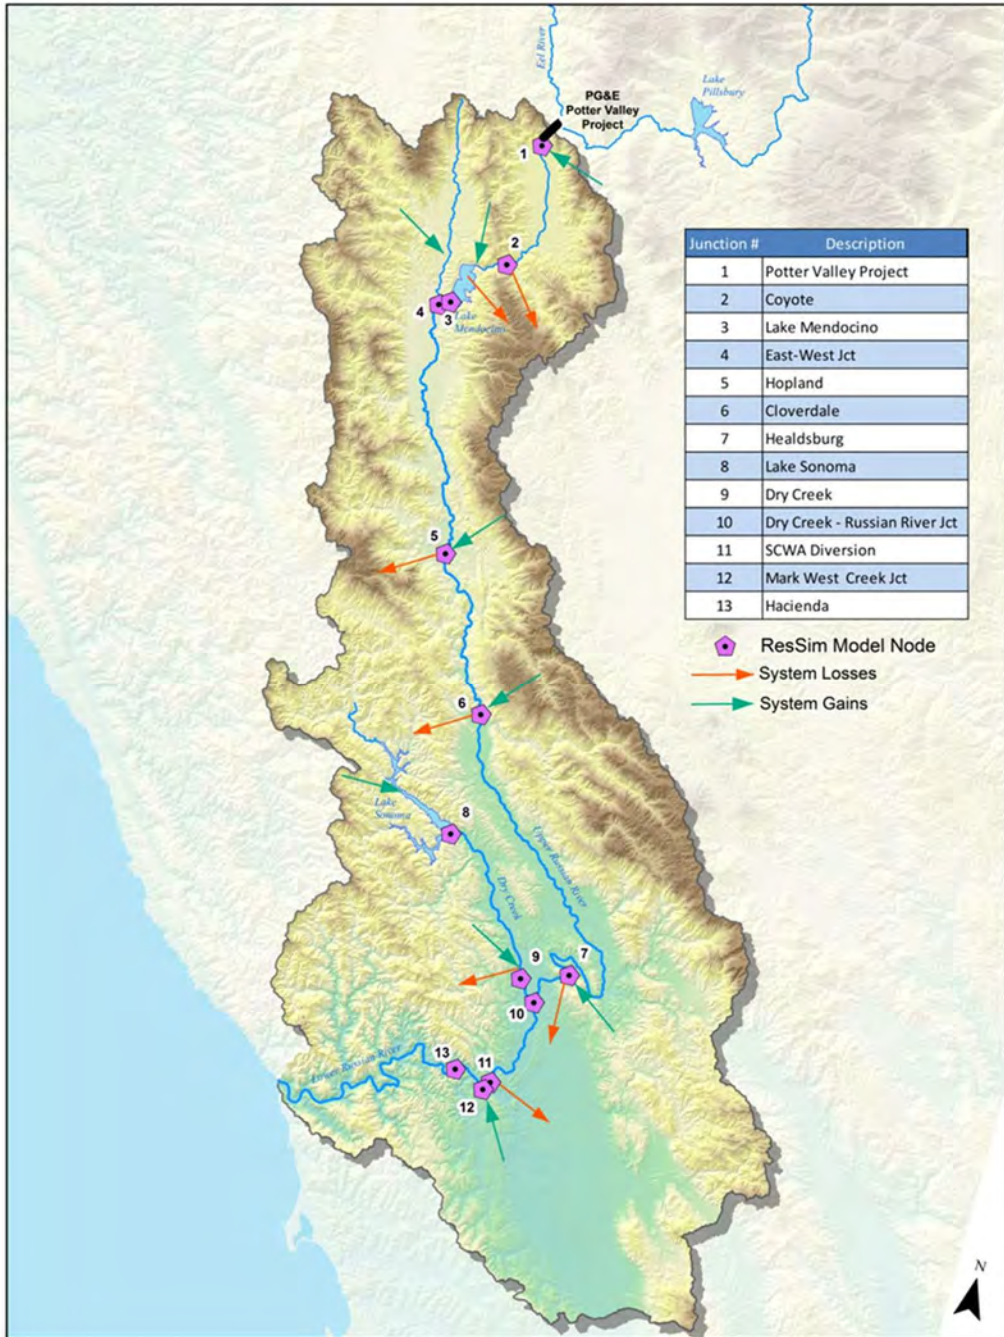 Eel River
Lake
Pillsbury
PG&E
Potter Valley
Project
1
2
4
3
Lake
Mendocino
Junction # Description
1 Potter Valley Project
2 Coyote
3 Lake Mendocino
4 East-West Jct
5 Hopland
6 Cloverdale
7 Healdsburg
8 Lake Sonoma
9 Dry Creek
10 Dry Creek - Russian River Jct
11 SCWA Diversion
12 Mark West Creek Jct
13 Hacienda
ResSim Model Node
System Losses
System Gains
5
6
Lake
Sonoma
8
Upper Russian River
Dry Creek
9
7
10
13
11
12
Lower Russian River
N